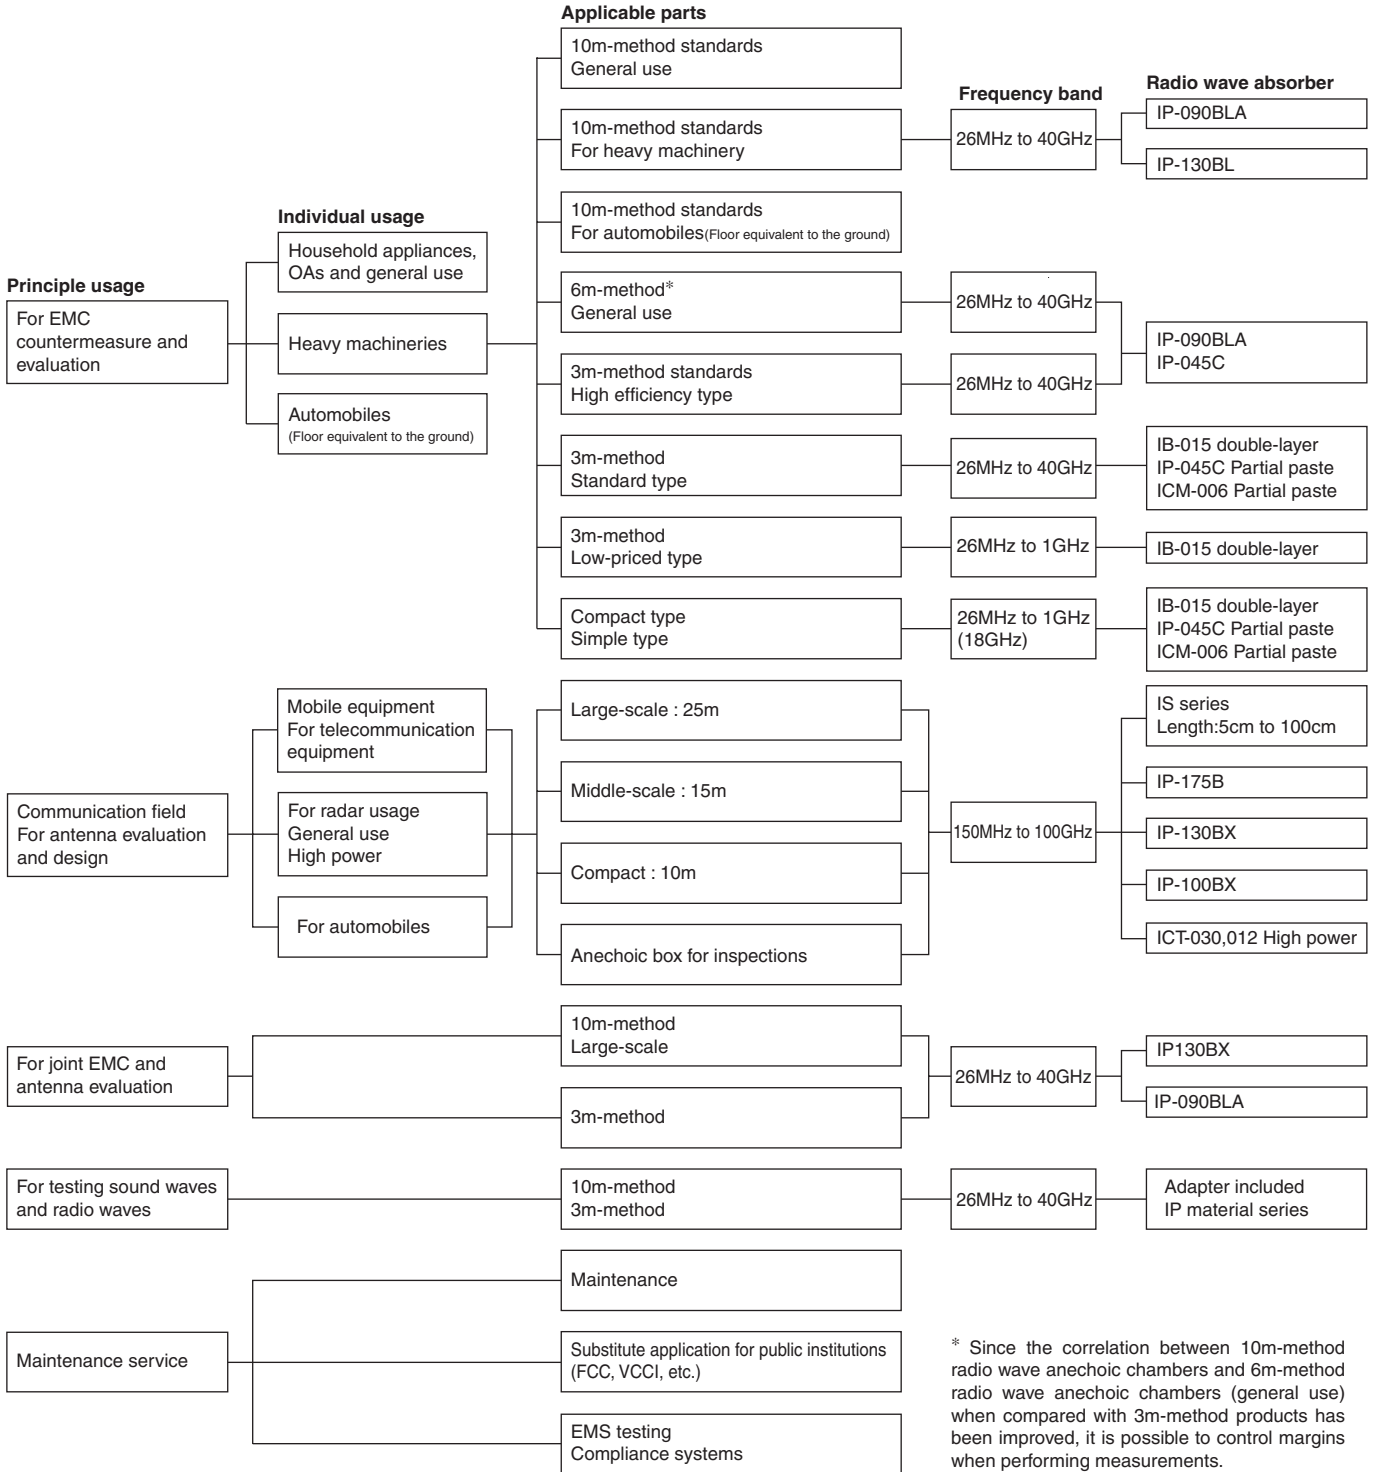 Applicable parts
10m-method standards
General use
Frequency band
Radio wave absorber
10m-method standards
For heavy machinery
26MHz to 40GHz
IP-090BLA
IP-130BL
Individual usage
10m-method standards
For automobiles(Floor equivalent to the ground)
Principle usage
For EMC
countermeasure and
evaluation
Household appliances,
OAs and general use
Heavy machineries
Automobiles
(Floor equivalent to the ground)
6m-method*
General use
26MHz to 40GHz
3m-method standards
High efficiency type
26MHz to 40GHz
IP-090BLA
IP-045C
3m-method
Standard type
26MHz to 40GHz
IB-015 double-layer
IP-045C Partial paste
ICM-006 Partial paste
3m-method
Low-priced type
26MHz to 1GHz
IB-015 double-layer
Compact type
Simple type
26MHz to 1GHz
(18GHz)
IB-015 double-layer
IP-045C Partial paste
ICM-006 Partial paste
Communication field
For antenna evaluation
and design
Mobile equipment
For telecommunication
equipment
For radar usage
General use
High power
For automobiles
Large-scale : 25m
Middle-scale : 15m
Compact : 10m
Anechoic box for inspections
150MHz to 100GHz
IS series
Length:5cm to 100cm
IP-175B
IP-130BX
IP-100BX
ICT-030,012 High power
For joint EMC and
antenna evaluation
10m-method
Large-scale
3m-method
26MHz to 40GHz
IP130BX
IP-090BLA
For testing sound waves
and radio waves
10m-method
3m-method
26MHz to 40GHz
Adapter included
IP material series
Maintenance service
Maintenance
Substitute application for public institutions
(FCC, VCCI, etc.)
EMS testing
Compliance systems
* Since the correlation between 10m-method
radio wave anechoic chambers and 6m-method
radio wave anechoic chambers (general use)
when compared with 3m-method products has
been improved, it is possible to control margins
when performing measurements.